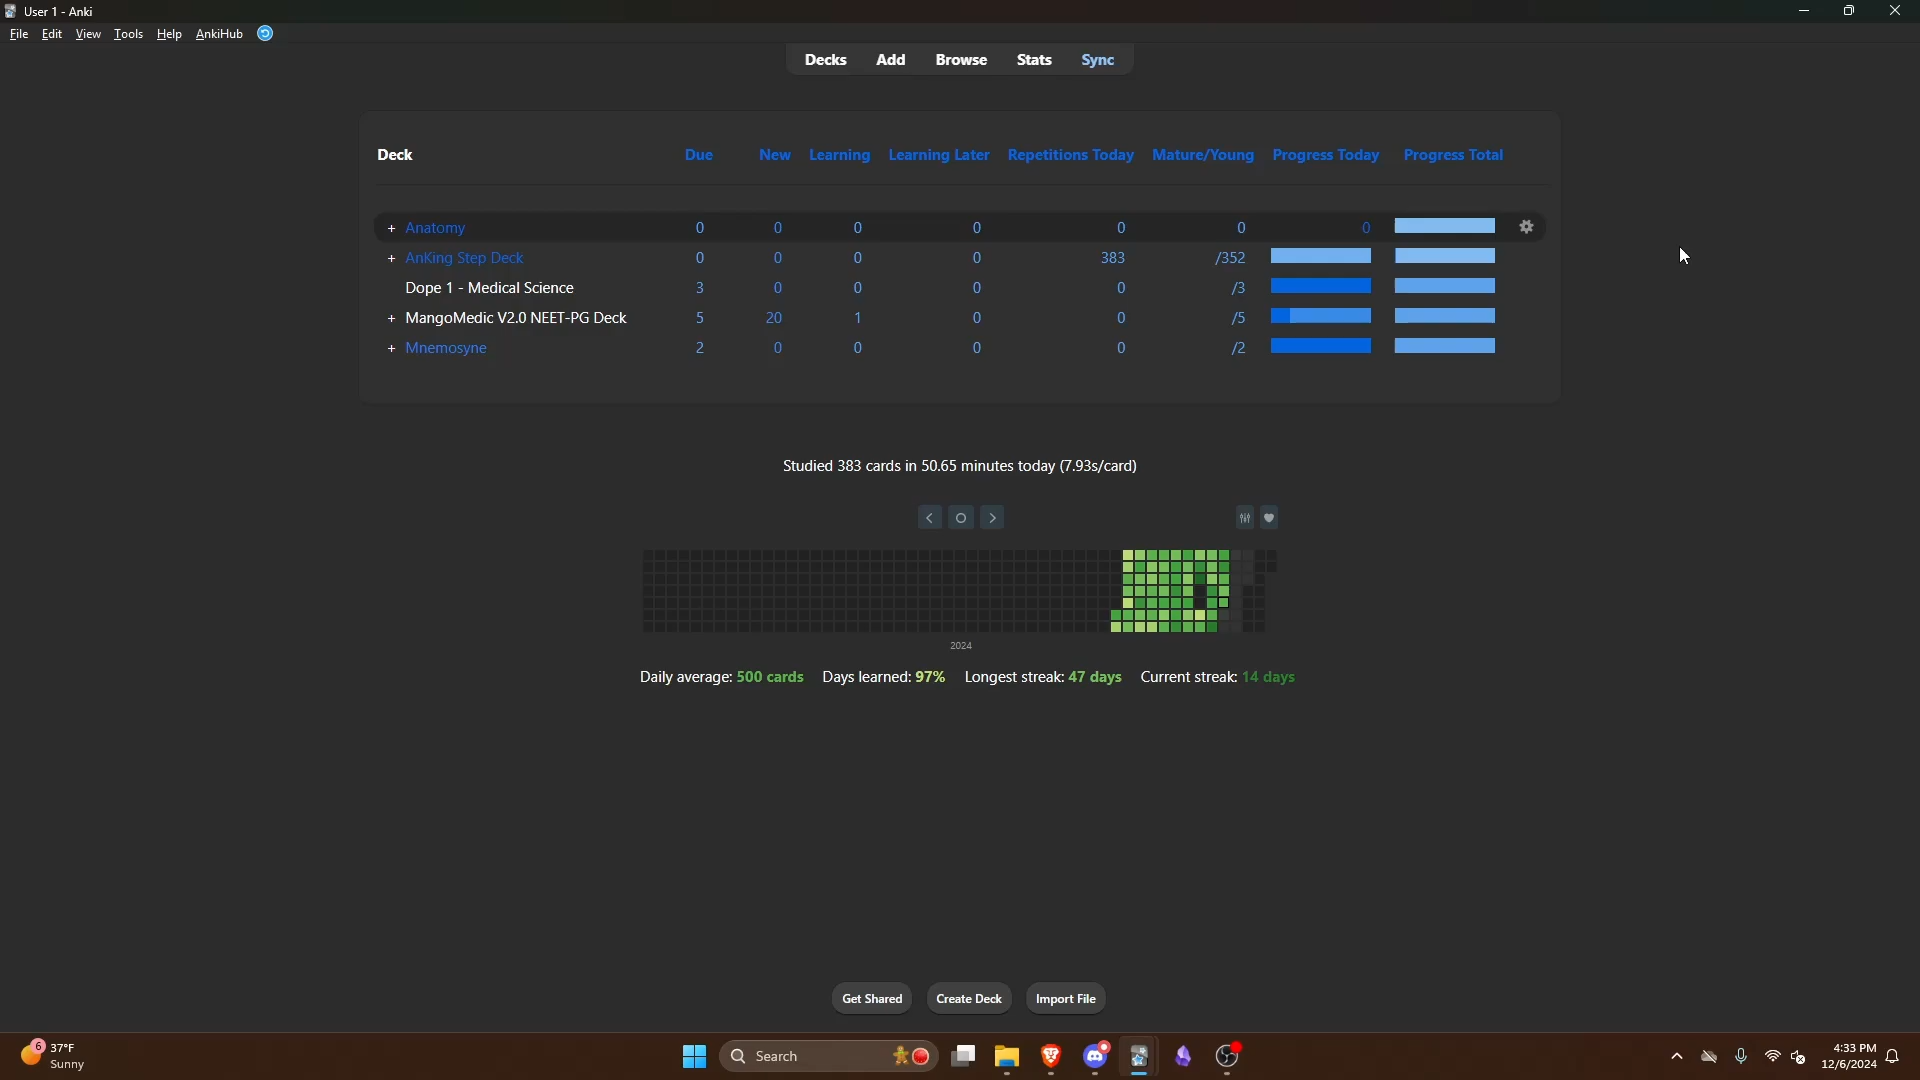 User 1 - Anki
File Edit View Tools Help AnkiHub
Decks Add Browse Stats Sync
Deck Due New Learning Learning Later Repetitions Today Mature/Young Progress Today Progress Total
+ Anatomy 0 0 0 0 0 0 0
+ AnKing Step Deck 0 0 0 0 383 /352
Dope 1 - Medical Science 3 0 0 0 0 /3
+ MangoMedic V2.0 NEET-PG Deck 5 20 1 0 0 /5
+ Mnemosyne 2 0 0 0 0 /2
Studied 383 cards in 50.65 minutes today (7.93s/card)
2024
Daily average: 500 cards Days learned: 97% Longest streak: 47 days Current streak: 14 days
Get Shared Create Deck Import File
6 37°F
Sunny
Search
4:33 PM
12/6/2024